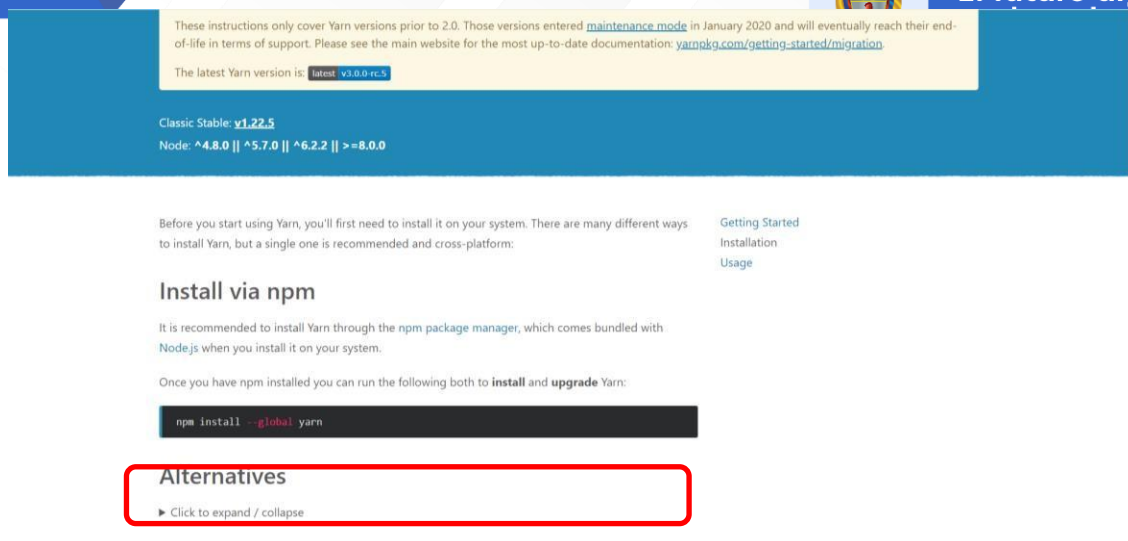 These instructions only cover Yarn versions prior to 2.0. Those versions entered maintenance mode in January 2020 and will eventually reach their end-
of-life in terms of support. Please see the main website for the most up-to-date documentation: yarnpkg.com/getting-started/migration.
The latest Yarn version is: latest v3.0.0-rc.5
Classic Stable: v1.22.5
Node: ^4.8.0 || ^5.7.0 || ^6.2.2 || >=8.0.0
Before you start using Yarn, you'll first need to install it on your system. There are many different ways
to install Yarn, but a single one is recommended and cross-platform:
Getting Started
Installation
Usage
Install via npm
It is recommended to install Yarn through the npm package manager, which comes bundled with
Node.js when you install it on your system.
Once you have npm installed you can run the following both to install and upgrade Yarn:
npm install --global yarn
Alternatives
▶ Click to expand / collapse